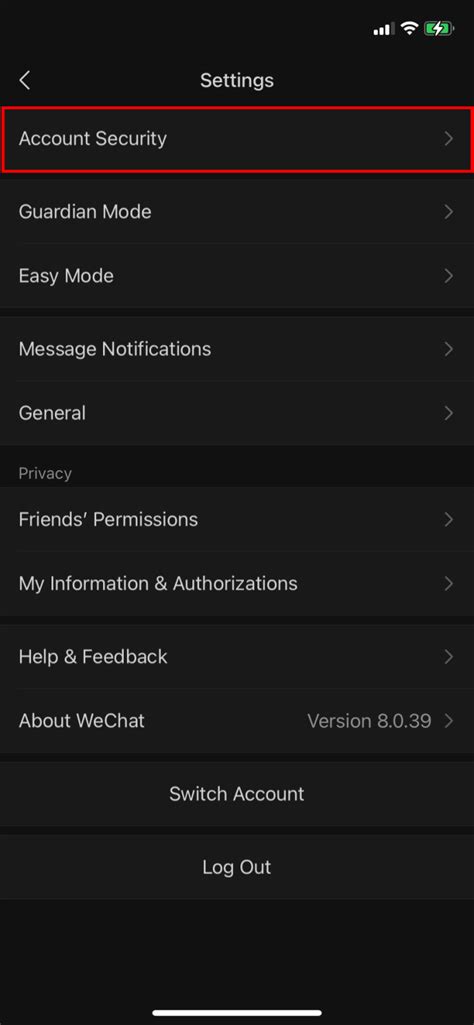 Settings
Account Security
Guardian Mode
Easy Mode
Message Notifications
General
Privacy
Friends’ Permissions
My Information & Authorizations
Help & Feedback
About WeChat Version 8.0.39
Switch Account
Log Out